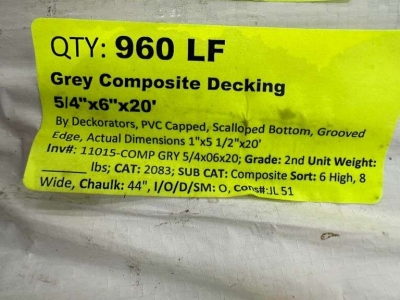 QTY: 960 LF
Grey Composite Decking
5/4"x6"x20'
By Deckorators, PVC Capped, Scalloped Bottom, Grooved
Edge, Actual Dimensions 1"x5 1/2"x20'
Inv#: 11015-COMP GRY 5/4x06x20; Grade: 2nd Unit Weight:
______ lbs; CAT: 2083; SUB CAT: Composite Sort: 6 High, 8
Wide, Chaulk: 44", I/O/D/SM: O, Cons#:JL 51